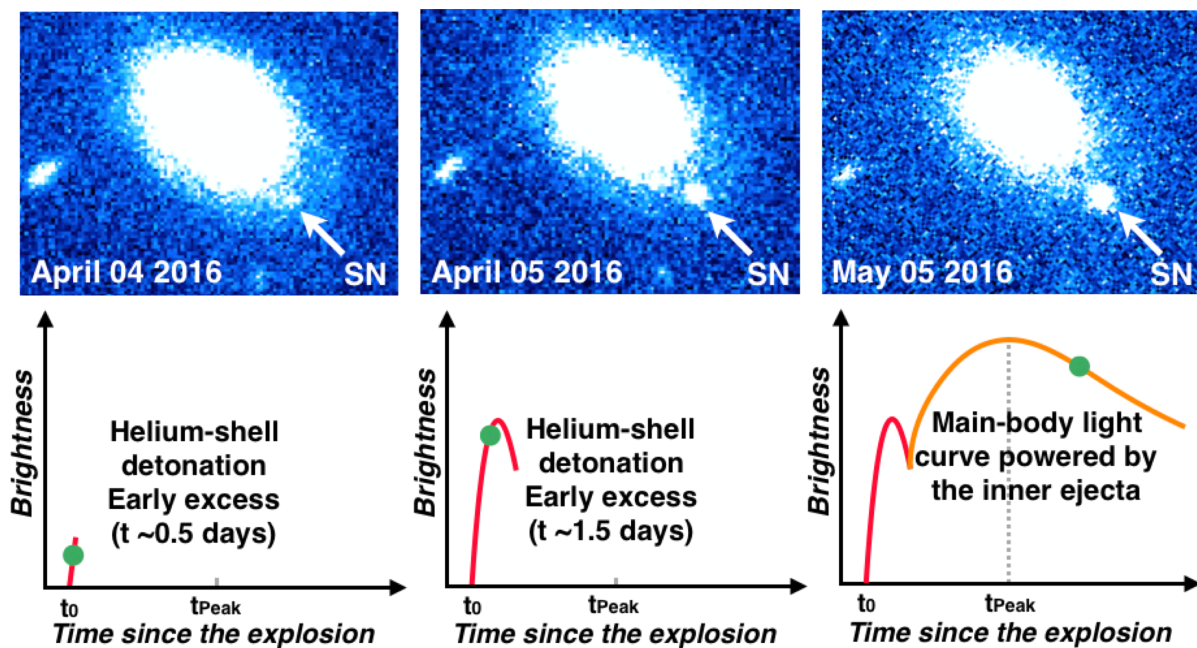 April 04 2016
SN
April 05 2016
SN
May 05 2016
SN
Brightness
Helium-shell
detonation
Early excess
(t ~0.5 days)
t0
tPeak
Time since the explosion
Brightness
Helium-shell
detonation
Early excess
(t ~1.5 days)
t0
tPeak
Time since the explosion
Brightness
Main-body light
curve powered by
the inner ejecta
t0
tPeak
Time since the explosion